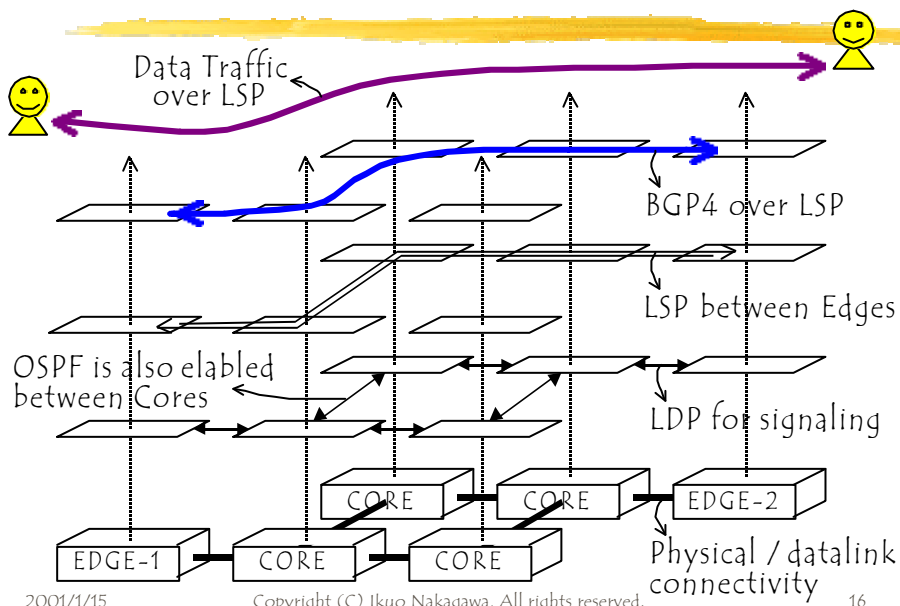 Data Traffic
over LSP
BGP4 over LSP
LSP between Edges
OSPF is also elabled
between Cores
LDP for signaling
CORE
CORE
EDGE-2
EDGE-1
CORE
CORE
Physical / datalink
connectivity
2001/1/15
Copyright (C) Ikuo Nakagawa. All rights reserved.
16